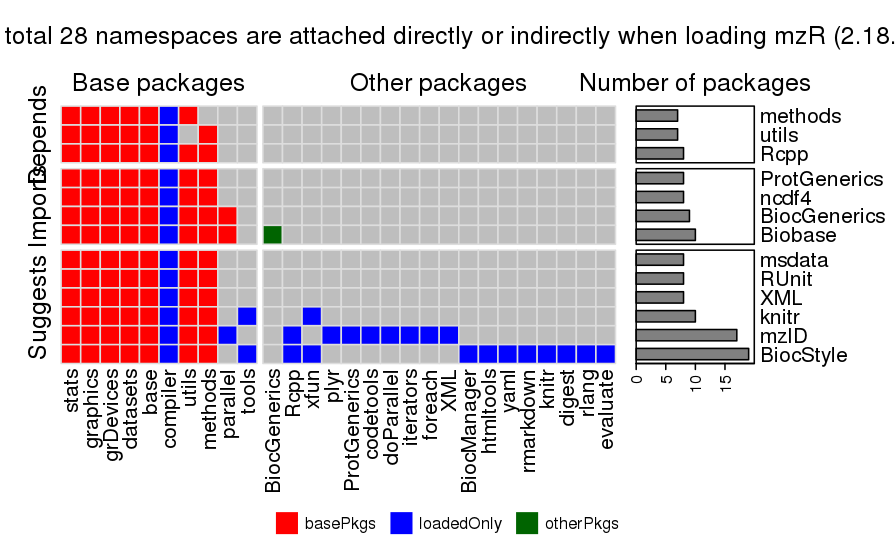 total 28 namespaces are attached directly or indirectly when loading mzR (2.18.
Base packages
Other packages
Number of packages
Depends
Imports
Suggests
methods
utils
Rcpp
ProtGenerics
ncdf4
BiocGenerics
Biobase
msdata
RUnit
XML
knitr
mzID
BiocStyle
stats
graphics
grDevices
datasets
base
compiler
utils
methods
parallel
tools
BiocGenerics
Rcpp
xfun
plyr
ProtGenerics
codetools
doParallel
iterators
foreach
XML
BiocManager
htmltools
yaml
rmarkdown
knitr
digest
rlang
evaluate
0
5
10
15
basePkgs
loadedOnly
otherPkgs